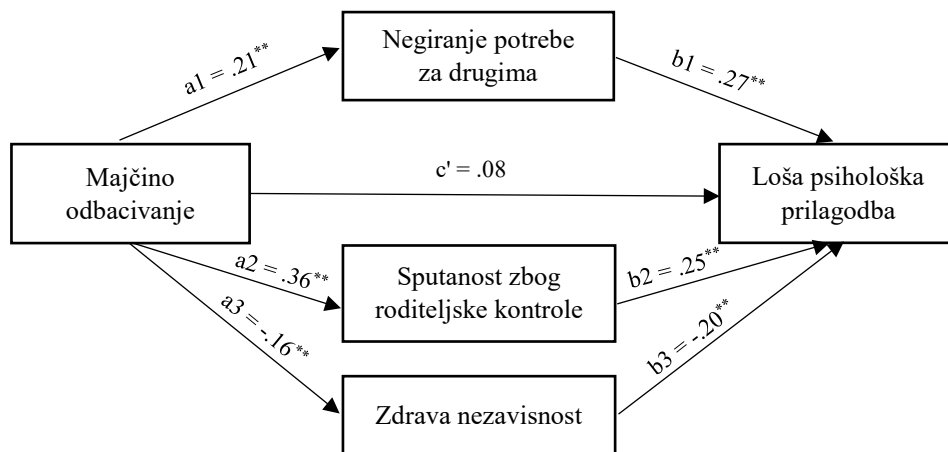 Negiranje potrebe
za drugima
a1 = .21**
b1 = .27**
Majčino
odbacivanje
c' = .08
Loša psihološka
prilagodba
a2 = .36**
Sputanost zbog
roditeljske kontrole
b2 = .25**
a3 = -.16**
b3 = -.20**
Zdrava nezavisnost